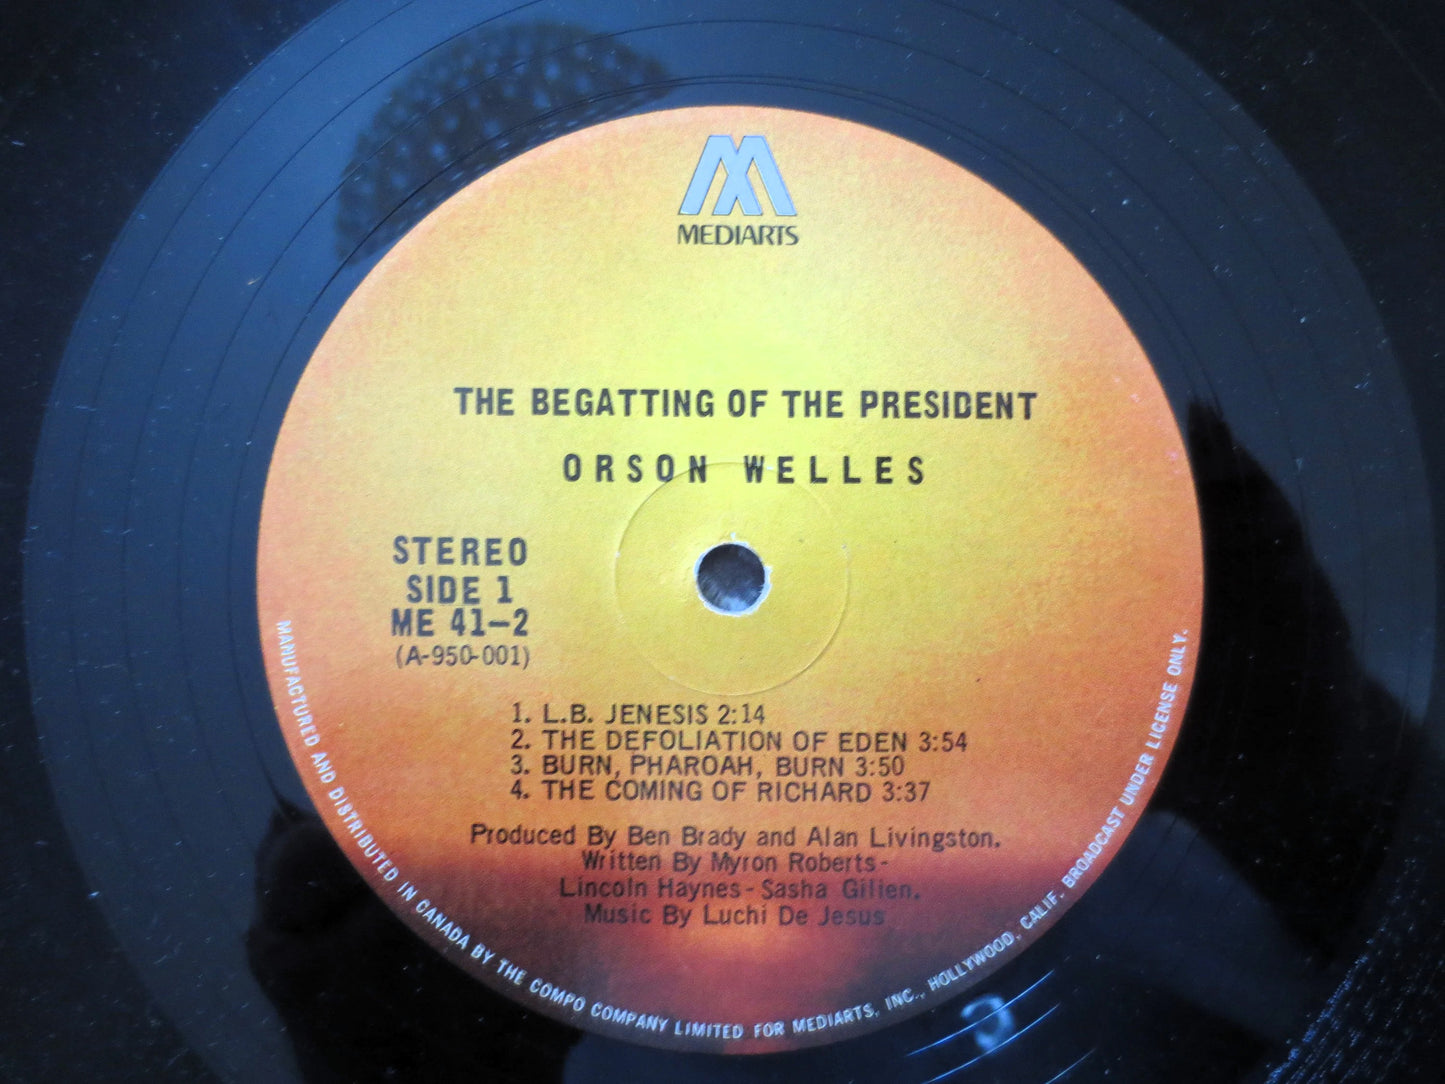 MEDIARTS
THE BEGATTING OF THE PRESIDENT
ORSON WELLES
STEREO
SIDE 1
ME 41-2
(A-950-001)
1. L.B. JENESIS 2:14
2. THE DEFOLIATION OF EDEN 3:54
3. BURN, PHAROAH, BURN 3:50
4. THE COMING OF RICHARD 3:37
Produced By Ben Brady and Alan Livingston.
Written By Myron Roberts-
Lincoln Haynes-Sasha Gilien.
Music By Luchi De Jesus
MANUFACTURED AND DISTRIBUTED IN CANADA BY THE COMPO COMPANY LIMITED FOR MEDIARTS, INC., HOLLYWOOD, CALIF. BROADCAST UNDER LICENSE ONLY.